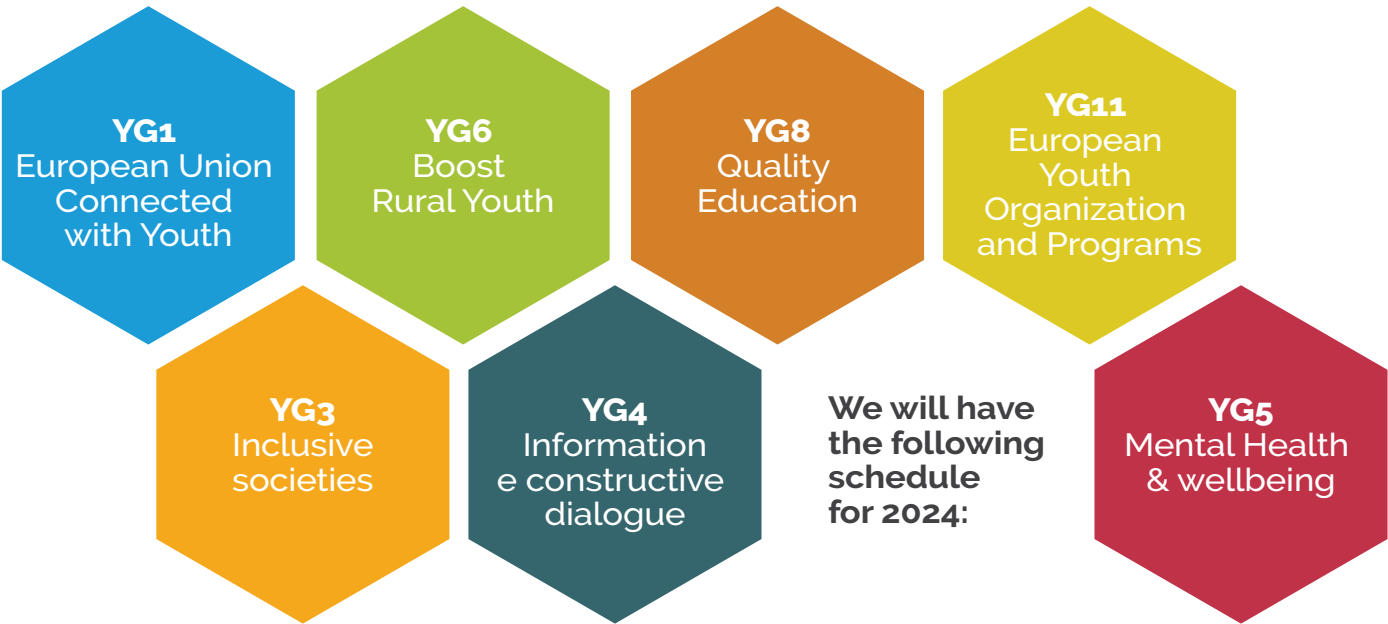 YG1
European Union
Connected
with Youth
YG6
Boost
Rural Youth
YG8
Quality
Education
YG11
European
Youth
Organization
and Programs
YG3
Inclusive
societies
YG4
Information
e constructive
dialogue
We will have
the following
schedule
for 2024:
YG5
Mental Health
& wellbeing